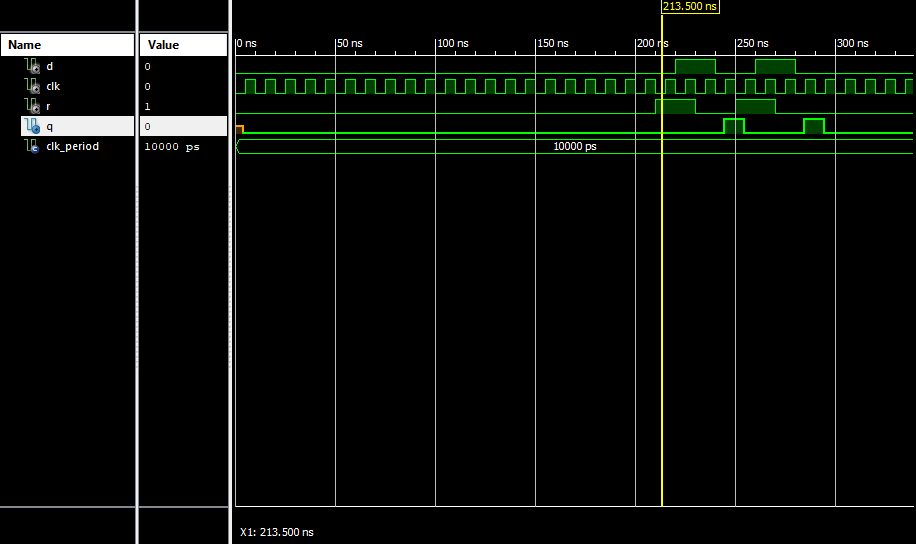 213.500 ns
Name Value 0 ns 50 ns 100 ns 150 ns 200 ns 250 ns 300 ns
d 0
clk 0
r 1
q 0
clk_period 10000 ps 10000 ps
X1: 213.500 ns